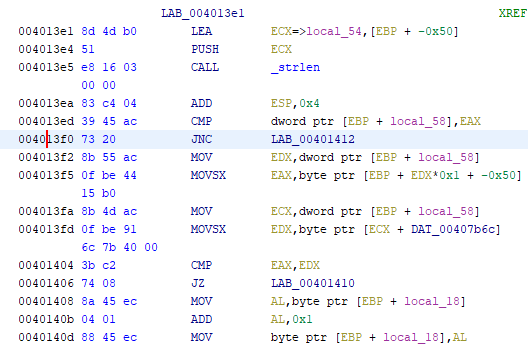 LAB_004013e1 XREF
004013e1 8d 4d b0 LEA ECX=>local_54,[EBP + -0x50]
004013e4 51 PUSH ECX
004013e5 e8 16 03 CALL _strlen
00 00
004013ea 83 c4 04 ADD ESP,0x4
004013ed 39 45 ac CMP dword ptr [EBP + local_58],EAX
004013f0 73 20 JNC LAB_00401412
004013f2 8b 55 ac MOV EDX,dword ptr [EBP + local_58]
004013f5 0f be 44 MOVSX EAX,byte ptr [EBP + EDX*0x1 + -0x50]
15 b0
004013fa 8b 4d ac MOV ECX,dword ptr [EBP + local_58]
004013fd 0f be 91 MOVSX EDX,byte ptr [ECX + DAT_00407b6c]
6c 7b 40 00
00401404 3b c2 CMP EAX,EDX
00401406 74 08 JZ LAB_00401410
00401408 8a 45 ec MOV AL,byte ptr [EBP + local_18]
0040140b 04 01 ADD AL,0x1
0040140d 88 45 ec MOV byte ptr [EBP + local_18],AL